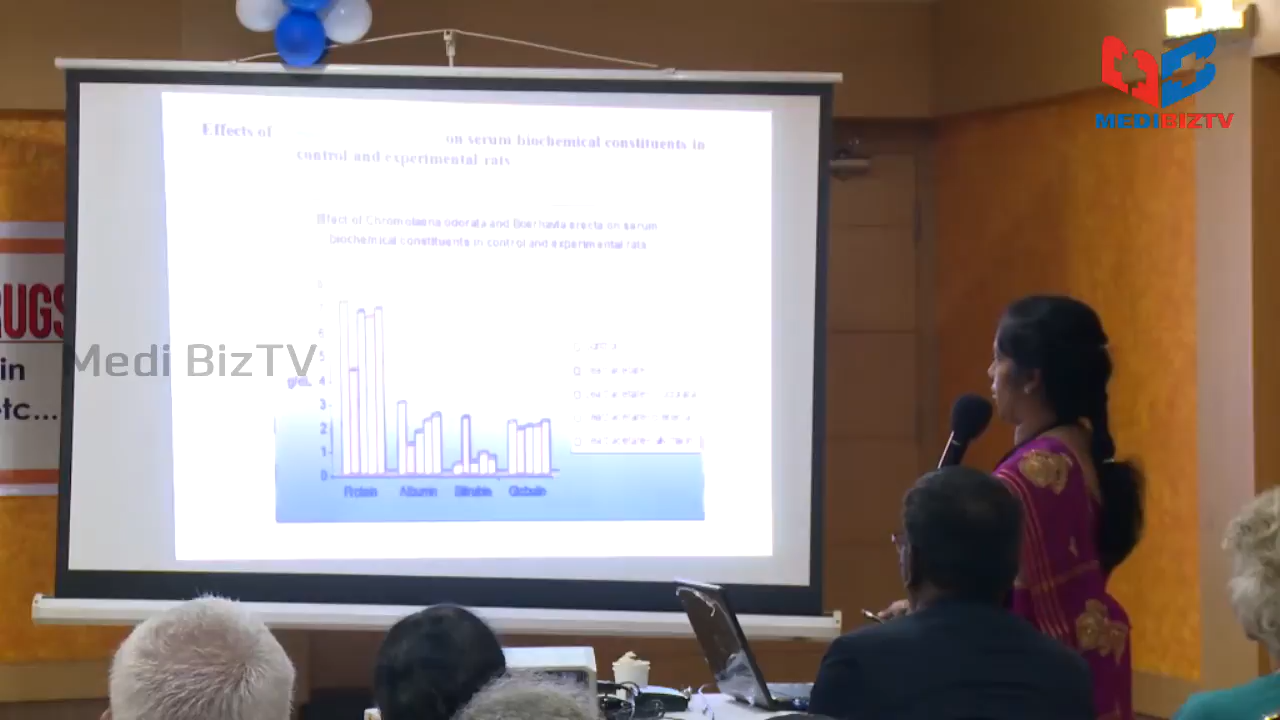 MEDIBIZTV
Effects of on serum biochemical constituents in
control and experimental rats
Effect of Chromolaena odorata and Boerhavia erecta on serum
biochemical constituents in control and experimental rats
RUGS
in
etc...
Medi BizTV
g/dL
5
4
3
2
1
0
Protein Albumin Bilirubin Globulin